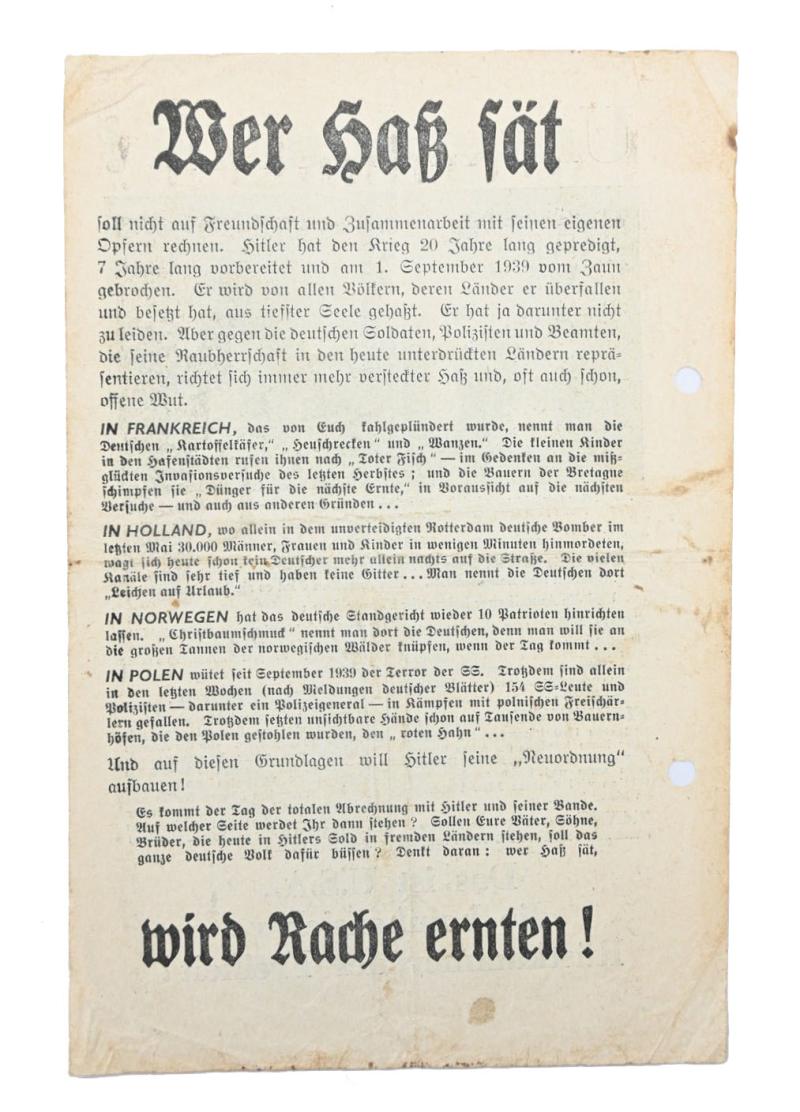 Wer Haß sät
soll nicht auf Freundschaft und Zusammenarbeit mit seinen eigenen
Opfern rechnen. Hitler hat den Krieg 20 Jahre lang gepredigt,
7 Jahre lang vorbereitet und am 1. September 1939 vom Zaun
gebrochen. Er wird von allen Völkern, deren Länder er überfallen
und besetzt hat, aus tiefster Seele gehaßt. Er hat ja darunter nicht
zu leiden. Aber gegen die deutschen Soldaten, Polizisten und Beamten,
die seine Raubherrschaft in den heute unterdrückten Ländern reprä-
sentieren, richtet sich immer mehr versteckter Haß und, oft auch schon,
offene Wut.
IN FRANKREICH, das von Euch kahlgeplündert wurde, nennt man die
Deutschen „Kartoffelkäfer,“ „Heuschrecken“ und „Wanzen.“ Die kleinen Kinder
in den Hafenstädten rufen ihnen nach „Toter Fisch“ — im Gedenken an die miß-
glückten Invasionsversuche des letzten Herbstes; und die Bauern der Bretagne
schimpfen sie „Dünger für die nächste Ernte,“ in Voraussicht auf die nächsten
Versuche — und auch aus anderen Gründen...
IN HOLLAND, wo allein in dem unverteidigten Rotterdam deutsche Bomber im
letzten Mai 30.000 Männer, Frauen und Kinder in wenigen Minuten hinmordeten,
wagt sich heute schon kein Deutscher mehr allein nachts auf die Straße. Die vielen
Kanäle sind sehr tief und haben keine Gitter... Man nennt die Deutschen dort
„Leichen auf Urlaub.“
IN NORWEGEN hat das deutsche Standgericht wieder 10 Patrioten hinrichten
lassen. „Christbaumschmuck“ nennt man dort die Deutschen, denn man will sie an
die großen Tannen der norwegischen Wälder knüpfen, wenn der Tag kommt...
IN POLEN wütet seit September 1939 der Terror der SS. Trotzdem sind allein
in den letzten Wochen (nach Meldungen deutscher Blätter) 154 SS-Leute und
Polizisten — darunter ein Polizeigeneral — in Kämpfen mit polnischen Freischär-
lern gefallen. Trotzdem setzten unsichtbare Hände schon auf Tausende von Bauern-
höfen, die den Polen gestohlen wurden, den „roten Hahn“...
Und auf diesen Grundlagen will Hitler seine „Neuordnung“
aufbauen!
Es kommt der Tag der totalen Abrechnung mit Hitler und seiner Bande.
Auf welcher Seite werdet Ihr dann stehen? Sollen Eure Väter, Söhne,
Brüder, die heute in Hitlers Sold in fremden Ländern stehen, soll das
ganze deutsche Volk dafür büssen? Denkt daran: wer Haß sät,
wird Rache ernten!